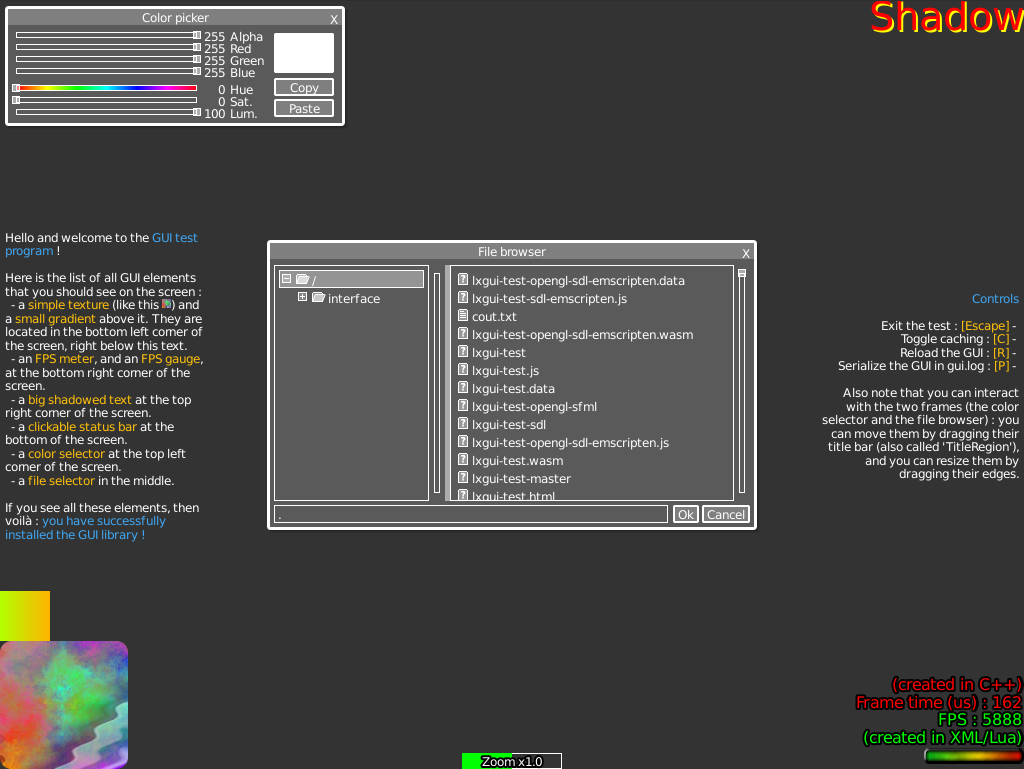 Color picker X
255 Alpha
255 Red
255 Green
255 Blue
0 Hue
0 Sat.
100 Lum.
Copy
Paste
Shadow
Hello and welcome to the GUI test
program !
Here is the list of all GUI elements
that you should see on the screen :
- a simple texture (like this ) and
a small gradient above it. They are
located in the bottom left corner of
the screen, right below this text.
- an FPS meter, and an FPS gauge,
at the bottom right corner of the
screen.
- a big shadowed text at the top
right corner of the screen.
- a clickable status bar at the
bottom of the screen.
- a color selector at the top left
corner of the screen.
- a file selector in the middle.
If you see all these elements, then
voilà : you have successfully
installed the GUI library !
File browser X
/
interface
lxgui-test-opengl-sdl-emscripten.data
lxgui-test-sdl-emscripten.js
cout.txt
lxgui-test-opengl-sdl-emscripten.wasm
lxgui-test
lxgui-test.js
lxgui-test.data
lxgui-test-opengl-sfml
lxgui-test-sdl
lxgui-test-opengl-sdl-emscripten.js
lxgui-test.wasm
lxgui-test-master
lxgui-test.html
.
Ok
Cancel
Controls
Exit the test : [Escape] -
Toggle caching : [C] -
Reload the GUI : [R] -
Serialize the GUI in gui.log : [P] -
Also note that you can interact
with the two frames (the color
selector and the file browser) : you
can move them by dragging their
title bar (also called 'TitleRegion'),
and you can resize them by
dragging their edges.
(created in C++)
Frame time (us) : 162
FPS : 5888
(created in XML/Lua)
Zoom x1.0